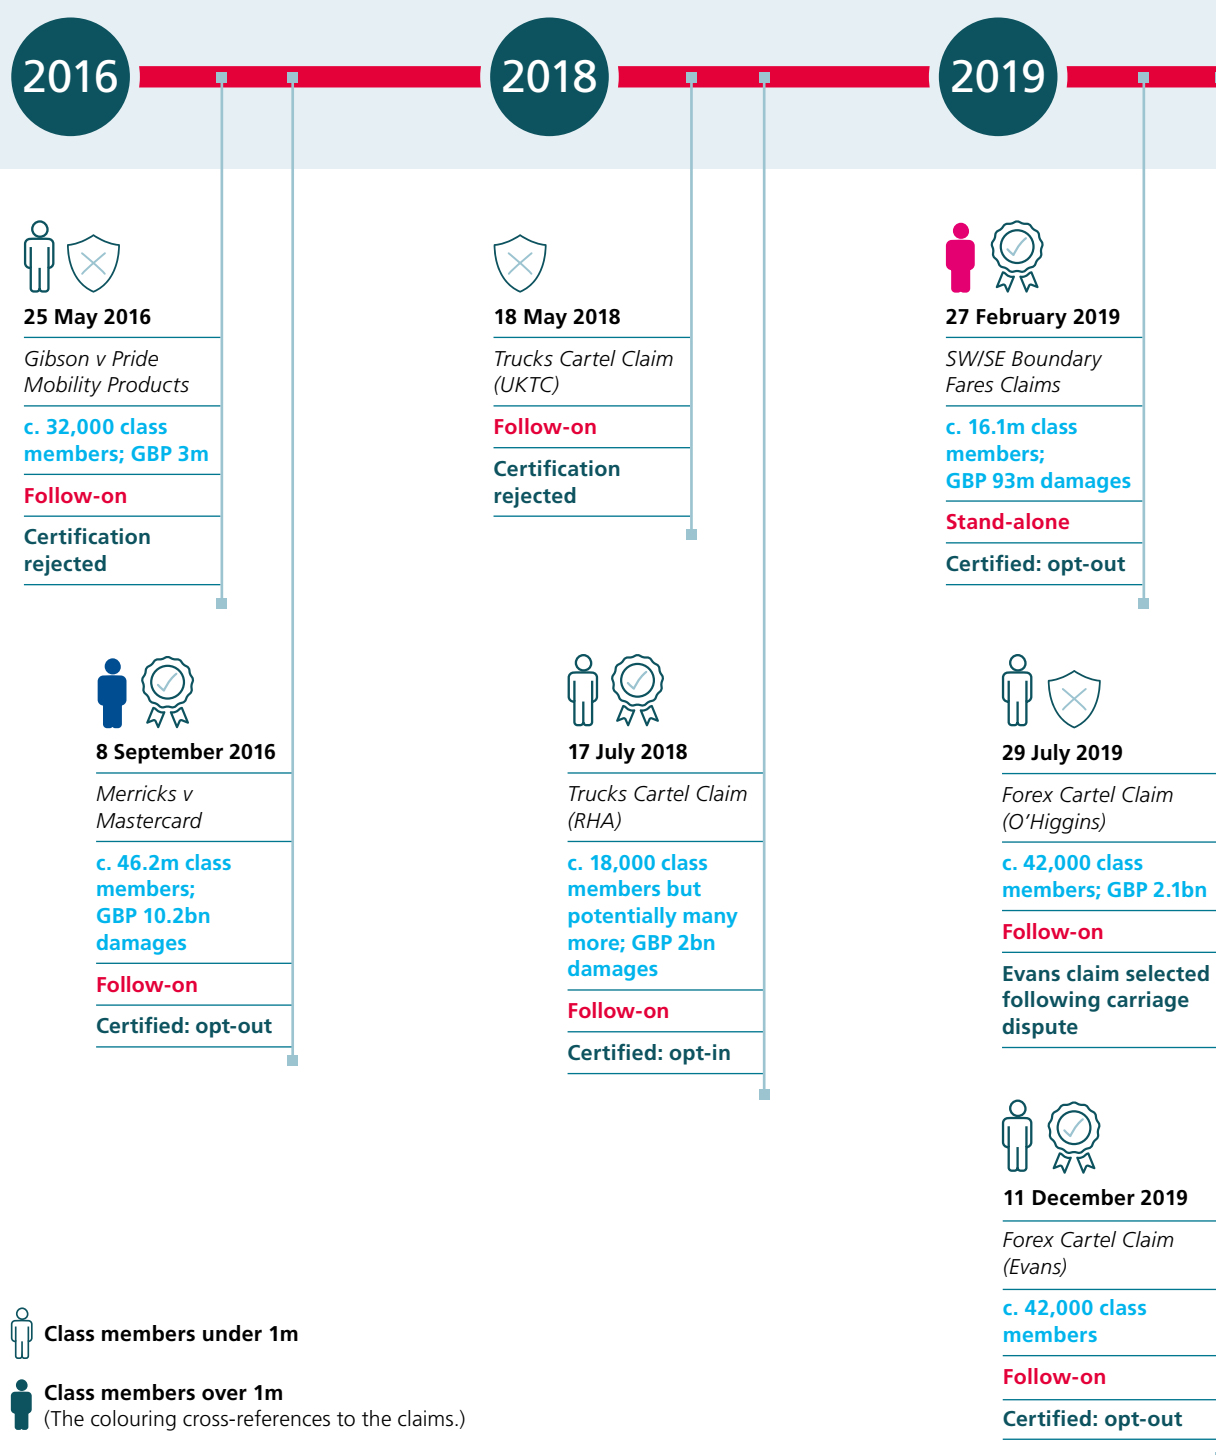 2016
2018
2019
25 May 2016
Gibson v Pride
Mobility Products
c. 32,000 class
members; GBP 3m
Follow-on
Certification
rejected
8 September 2016
Merricks v
Mastercard
c. 46.2m class
members;
GBP 10.2bn
damages
Follow-on
Certified: opt-out
18 May 2018
Trucks Cartel Claim
(UKTC)
Follow-on
Certification
rejected
17 July 2018
Trucks Cartel Claim
(RHA)
c. 18,000 class
members but
potentially many
more; GBP 2bn
damages
Follow-on
Certified: opt-in
27 February 2019
SW/SE Boundary
Fares Claims
c. 16.1m class
members;
GBP 93m damages
Stand-alone
Certified: opt-out
29 July 2019
Forex Cartel Claim
(O’Higgins)
c. 42,000 class
members; GBP 2.1bn
Follow-on
Evans claim selected
following carriage
dispute
11 December 2019
Forex Cartel Claim
(Evans)
c. 42,000 class
members
Follow-on
Certified: opt-out
Class members under 1m
Class members over 1m
(The colouring cross-references to the claims.)